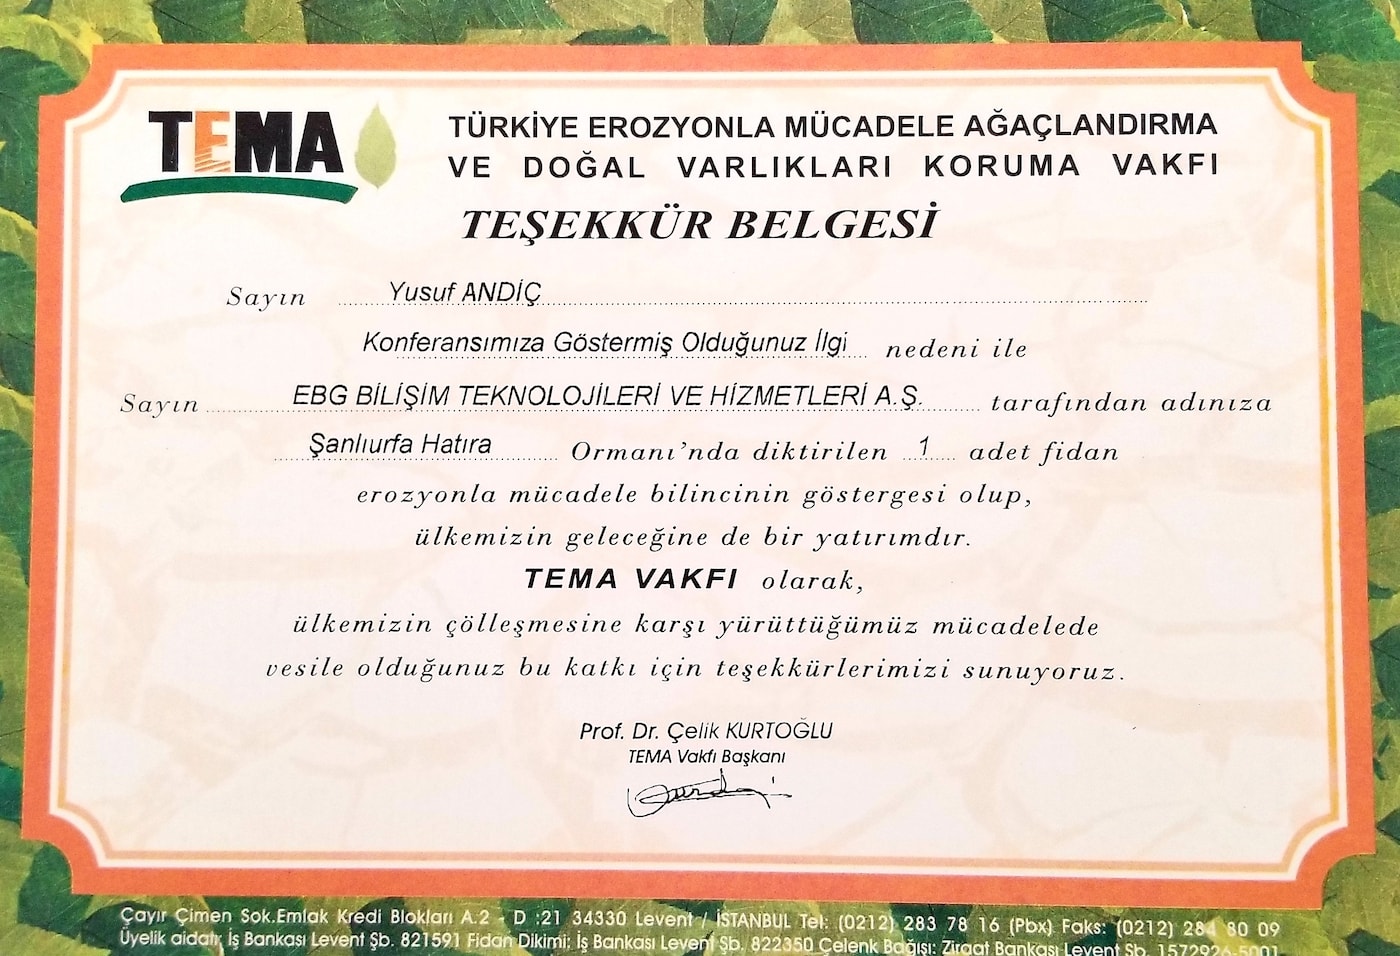 TEMA
TÜRKİYE EROZYONLA MÜCADELE AĞAÇLANDIRMA
VE DOĞAL VARLIKLARI KORUMA VAKFI
TEŞEKKÜR BELGESİ
Sayın Yusuf ANDİÇ
Konferansımıza Göstermiş Olduğunuz İlgi nedeni ile
Sayın EBG BİLİŞİM TEKNOLOJİLERİ VE HİZMETLERİ A.Ş. tarafından adınıza
Şanlıurfa Hatıra Ormanı'nda diktirilen 1 adet fidan
erozyonla mücadele bilincinin göstergesi olup,
ülkemizin geleceğine de bir yatırımdır.
TEMA VAKFI olarak,
ülkemizin çölleşmesine karşı yürüttüğümüz mücadelede
vesile olduğunuz bu katkı için teşekkürlerimizi sunuyoruz.
Prof. Dr. Çelik KURTOĞLU
TEMA Vakfı Başkanı
Çayır Çimen Sok.Emlak Kredi Blokları A.2 - D :21 34330 Levent / İSTANBUL Tel: (0212) 283 78 16 (Pbx) Faks: (0212) 284 80 09
Üyelik aidatı; İş Bankası Levent Şb. 821591 Fidan Dikimi; İş Bankası Levent Şb. 822350 Çelenk Bağışı: Ziraat Bankası Levent Şb. 1572926-5001